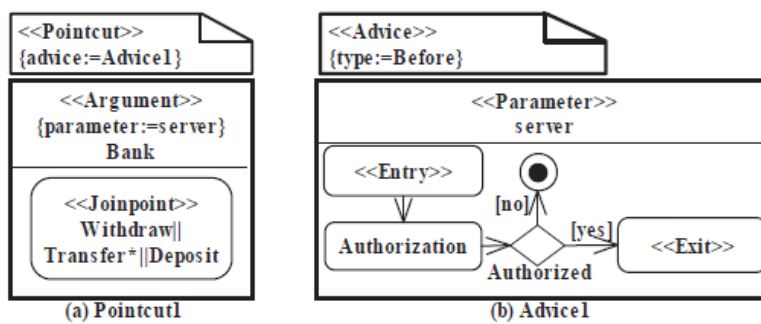 <<Pointcut>>
{advice:=Advice1}
<<Argument>>
{parameter:=server}
Bank
<<Joinpoint>>
Withdraw||
Transfer*||Deposit
(a) Pointcut1
<<Advice>>
{type:=Before}
<<Parameter>>
server
<<Entry>>
[no]
[yes]
Authorization
<<Exit>>
Authorized
(b) Advice1